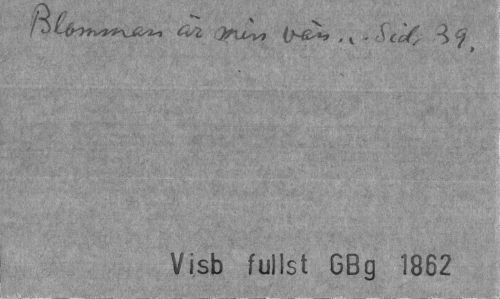 Blomman är min vän... Sid. 39.
Visb fullst GBg 1862